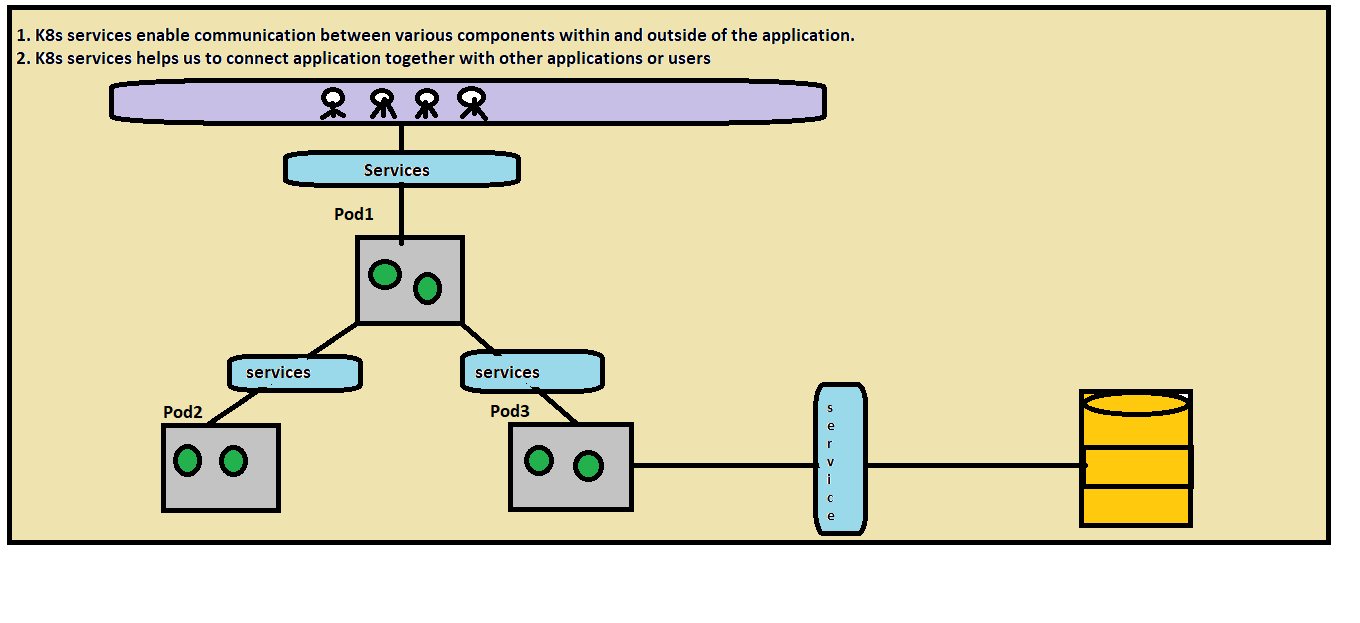 1. K8s services enable communication between various components within and outside of the application.
2. K8s services helps us to connect application together with other applications or users
Services
Pod1
services
services
Pod2
Pod3
service